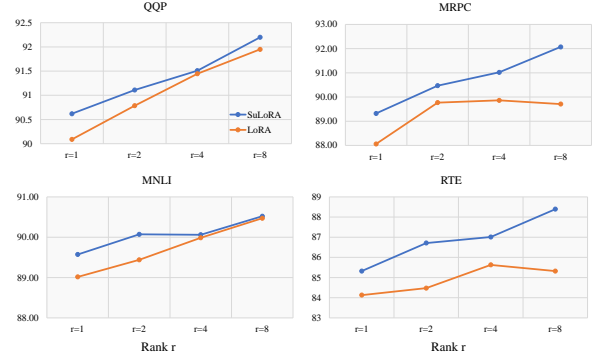 QQP
92.5
92
91.5
91
90.5
90
SuLoRA
LoRA
r=1 r=2 r=4 r=8
MRPC
93.00
92.00
91.00
90.00
89.00
88.00
r=1 r=2 r=4 r=8
MNLI
91.00
90.00
89.00
88.00
r=1 r=2 r=4 r=8
Rank r
RTE
89
88
87
86
85
84
83
r=1 r=2 r=4 r=8
Rank r